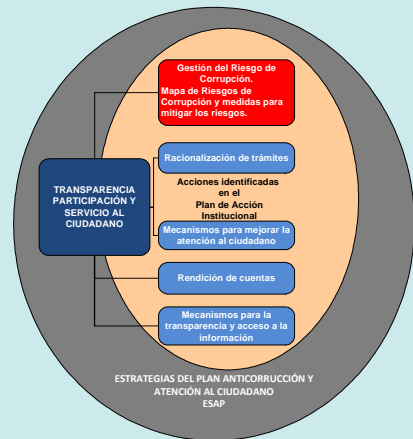 Gestión del Riesgo de
Corrupción.
Mapa de Riesgos de
Corrupción y medidas para
mitigar los riesgos.
Racionalización de trámites
Acciones identificadas
en el
Plan de Acción
Institucional
TRANSPARENCIA
PARTICIPACIÓN Y
SERVICIO AL
CIUDADANO
Mecanismos para mejorar la
atención al ciudadano
Rendición de cuentas
Mecanismos para la
transparencia y acceso a la
información
ESTRATEGIAS DEL PLAN ANTICORRUCCIÓN Y
ATENCIÓN AL CIUDADANO
ESAP